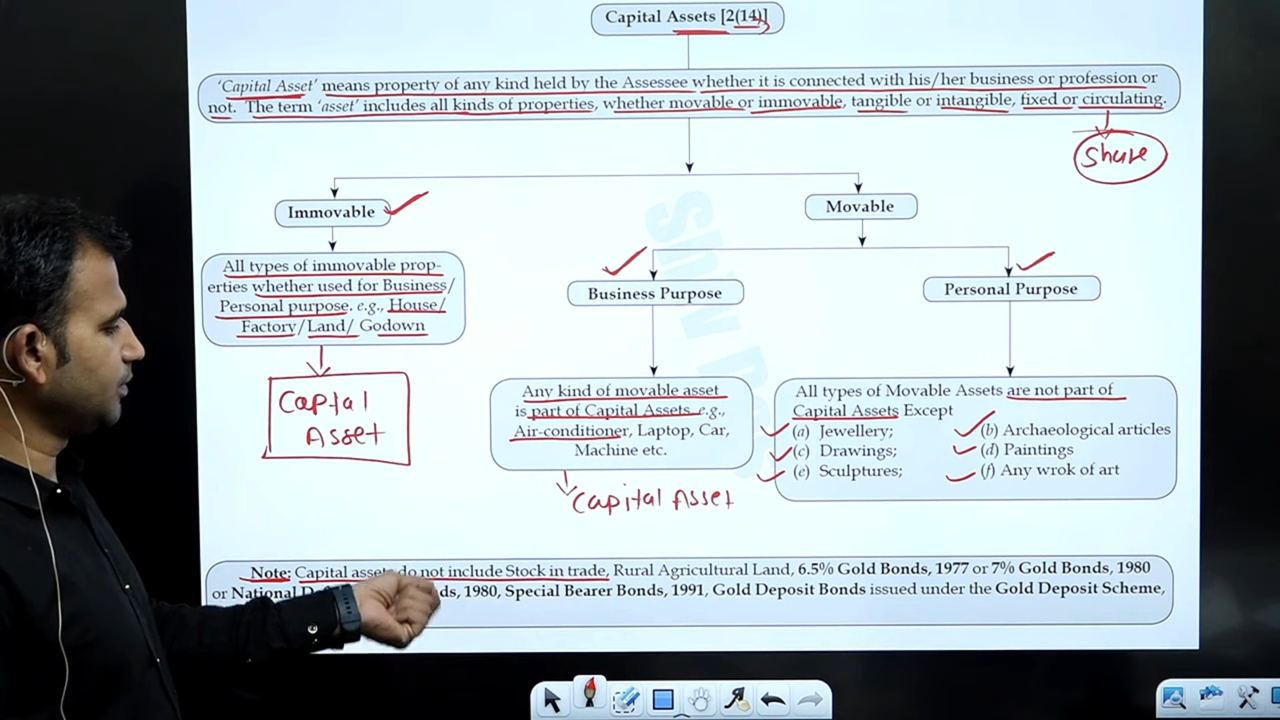 Capital Assets [2(14)]
'Capital Asset' means property of any kind held by the Assessee whether it is connected with his/her business or profession or
not. The term 'asset' includes all kinds of properties, whether movable or immovable, tangible or intangible, fixed or circulating.
Share
Immovable
Movable
All types of immovable prop-
erties whether used for Business/
Personal purpose. e.g., House/
Factory/Land/ Godown
Business Purpose
Personal Purpose
Capital
Asset
Any kind of movable asset
is part of Capital Assets e.g.,
Air-conditioner, Laptop, Car,
Machine etc.
All types of Movable Assets are not part of
Capital Assets Except
(a) Jewellery; (b) Archaeological articles
(c) Drawings; (d) Paintings
(e) Sculptures; (f) Any wrok of art
Capital Asset
Note: Capital assets do not include Stock in trade, Rural Agricultural Land, 6.5% Gold Bonds, 1977 or 7% Gold Bonds, 1980
or National ds, 1980, Special Bearer Bonds, 1991, Gold Deposit Bonds issued under the Gold Deposit Scheme,